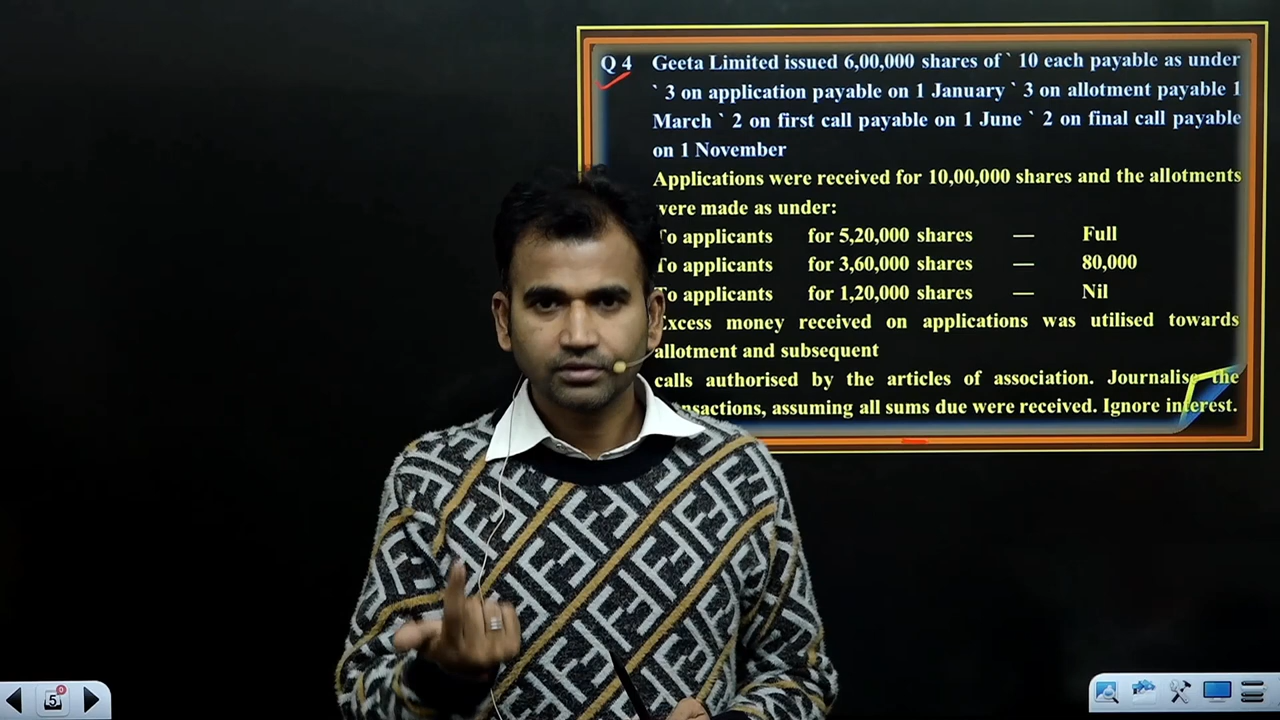 Q 4 Geeta Limited issued 6,00,000 shares of ` 10 each payable as under
` 3 on application payable on 1 January ` 3 on allotment payable 1
March ` 2 on first call payable on 1 June ` 2 on final call payable
on 1 November
Applications were received for 10,00,000 shares and the allotments
were made as under:
To applicants for 5,20,000 shares — Full
To applicants for 3,60,000 shares — 80,000
To applicants for 1,20,000 shares — Nil
Excess money received on applications was utilised towards
allotment and subsequent
calls authorised by the articles of association. Journalise the
assuming all sums due were received. Ignore interest.
5
0